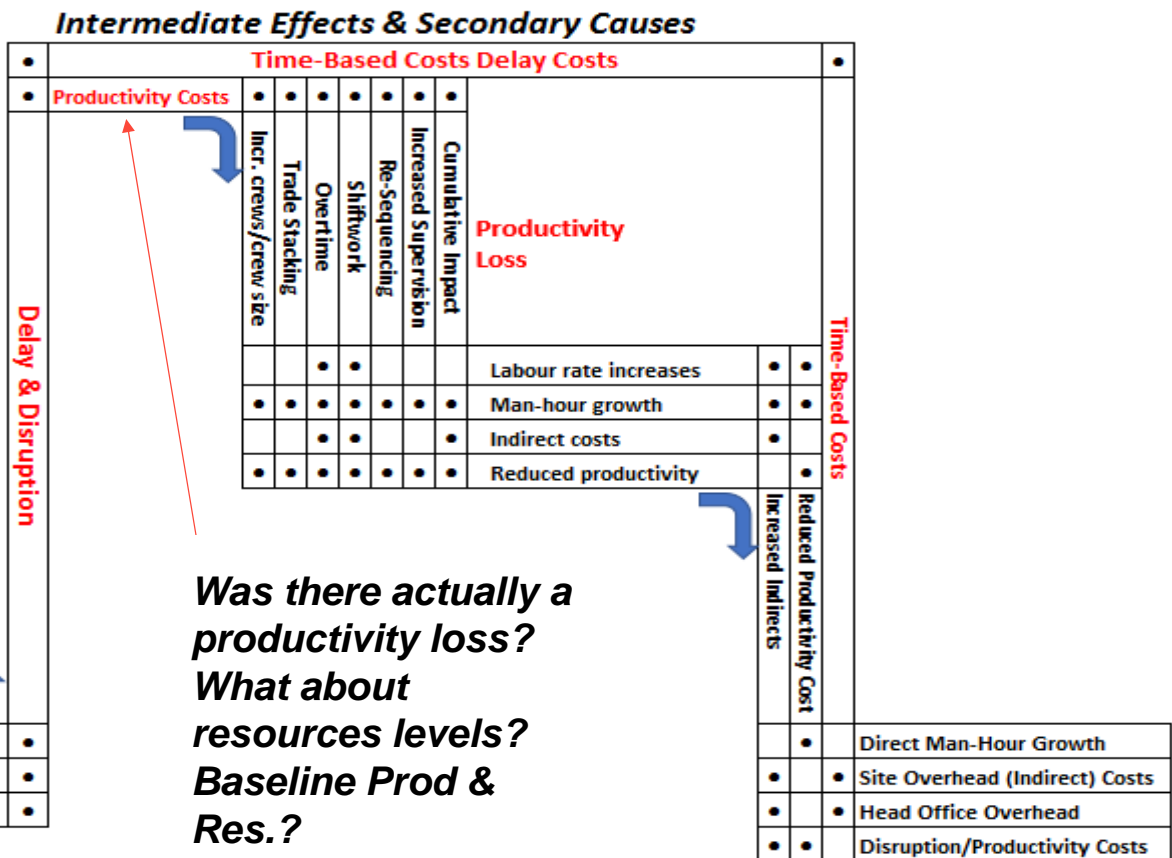 Intermediate Effects & Secondary Causes
Time-Based Costs Delay Costs
Productivity Costs
Incr. crews/crew size
Trade Stacking
Overtime
Shiftwork
Re-Sequencing
Increased Supervision
Cumulative Impact
Productivity
Loss
Delay & Disruption
Time-Based Costs
Labour rate increases
Man-hour growth
Indirect costs
Reduced productivity
Increased Indirects
Reduced Productivity Cost
Was there actually a
productivity loss?
What about
resources levels?
Baseline Prod &
Res.?
Direct Man-Hour Growth
Site Overhead (Indirect) Costs
Head Office Overhead
Disruption/Productivity Costs